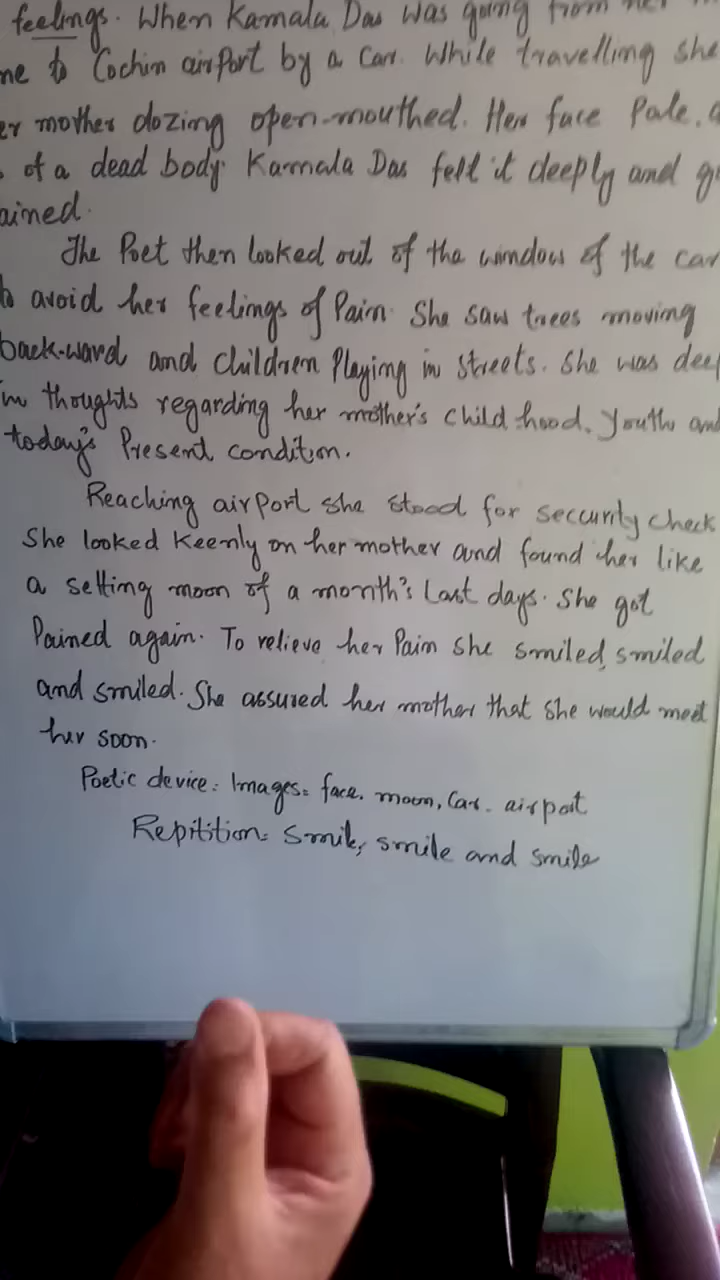 feelings. When Kamala Das was going from her
me to Cochin airport by a car. While travelling she
er mother dozing open-mouthed. Her face Pale,
of a dead body. Kamala Das felt it deeply and g
ained.
The Poet then looked out of the window of the car
to avoid her feelings of Pain. She saw trees moving
back-ward and children Playing in streets. She was deep
in thoughts regarding her mother's child-hood, youth and
today's Present condition.
Reaching airport she stood for security check
She looked keenly on her mother and found her like
a setting moon of a month's Last days. She got
Pained again. To relieve her Pain she smiled, smiled
and smiled. She assured her mother that she would meet
her soon.
Poetic device: Images= face, moon, Car, airport
Repitition= Smile, smile and smile